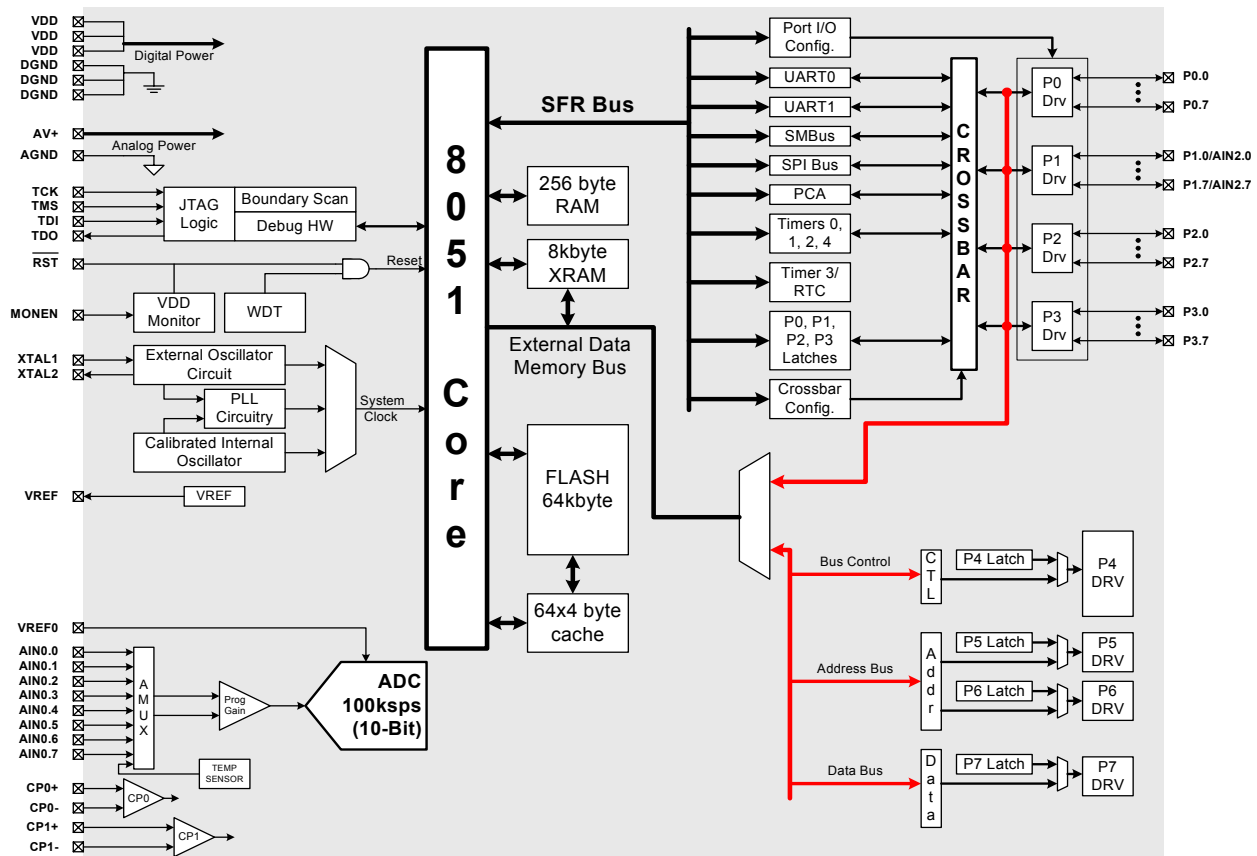 VDD
VDD
VDD
DGND
DGND
DGND
Digital Power
AV+
AGND
Analog Power
TCK
TMS
TDI
TDO
JTAG
Logic
Boundary Scan
Debug HW
RST
MONEN
VDD
Monitor
WDT
Reset
XTAL1
XTAL2
External Oscillator
Circuit
PLL
Circuitry
Calibrated Internal
Oscillator
System
Clock
VREF
VREF
VREF0
AIN0.0
AIN0.1
AIN0.2
AIN0.3
AIN0.4
AIN0.5
AIN0.6
AIN0.7
AMUX
Prog
Gain
ADC
100ksps
(10-Bit)
TEMP
SENSOR
CP0+
CP0-
CP0
CP1+
CP1-
CP1
8051 Core
SFR Bus
256 byte
RAM
8kbyte
XRAM
External Data
Memory Bus
FLASH
64kbyte
64x4 byte
cache
Port I/O
Config.
UART0
UART1
SMBus
SPI Bus
PCA
Timers 0,
1, 2, 4
Timer 3/
RTC
P0, P1,
P2, P3
Latches
Crossbar
Config.
CROSSBAR
P0
Drv
P1
Drv
P2
Drv
P3
Drv
P0.0
P0.7
P1.0/AIN2.0
P1.7/AIN2.7
P2.0
P2.7
P3.0
P3.7
Bus Control
CTL
P4 Latch
P4
DRV
Address Bus
Addr
P5 Latch
P5
DRV
P6 Latch
P6
DRV
Data Bus
Data
P7 Latch
P7
DRV